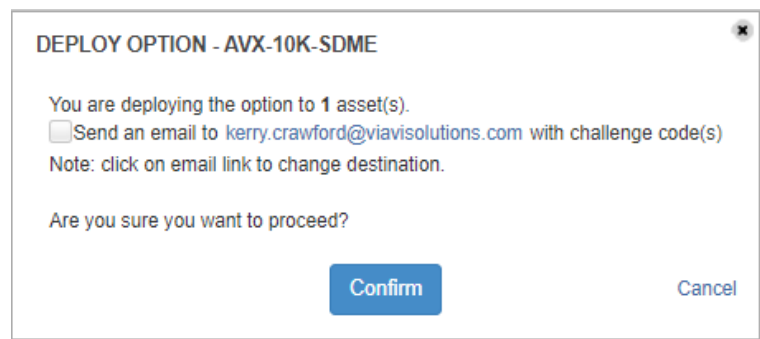 DEPLOY OPTION - AVX-10K-SDME
You are deploying the option to 1 asset(s).
Send an email to kerry.crawford@viavisolutions.com with challenge code(s)
Note: click on email link to change destination.
Are you sure you want to proceed?
Confirm
Cancel